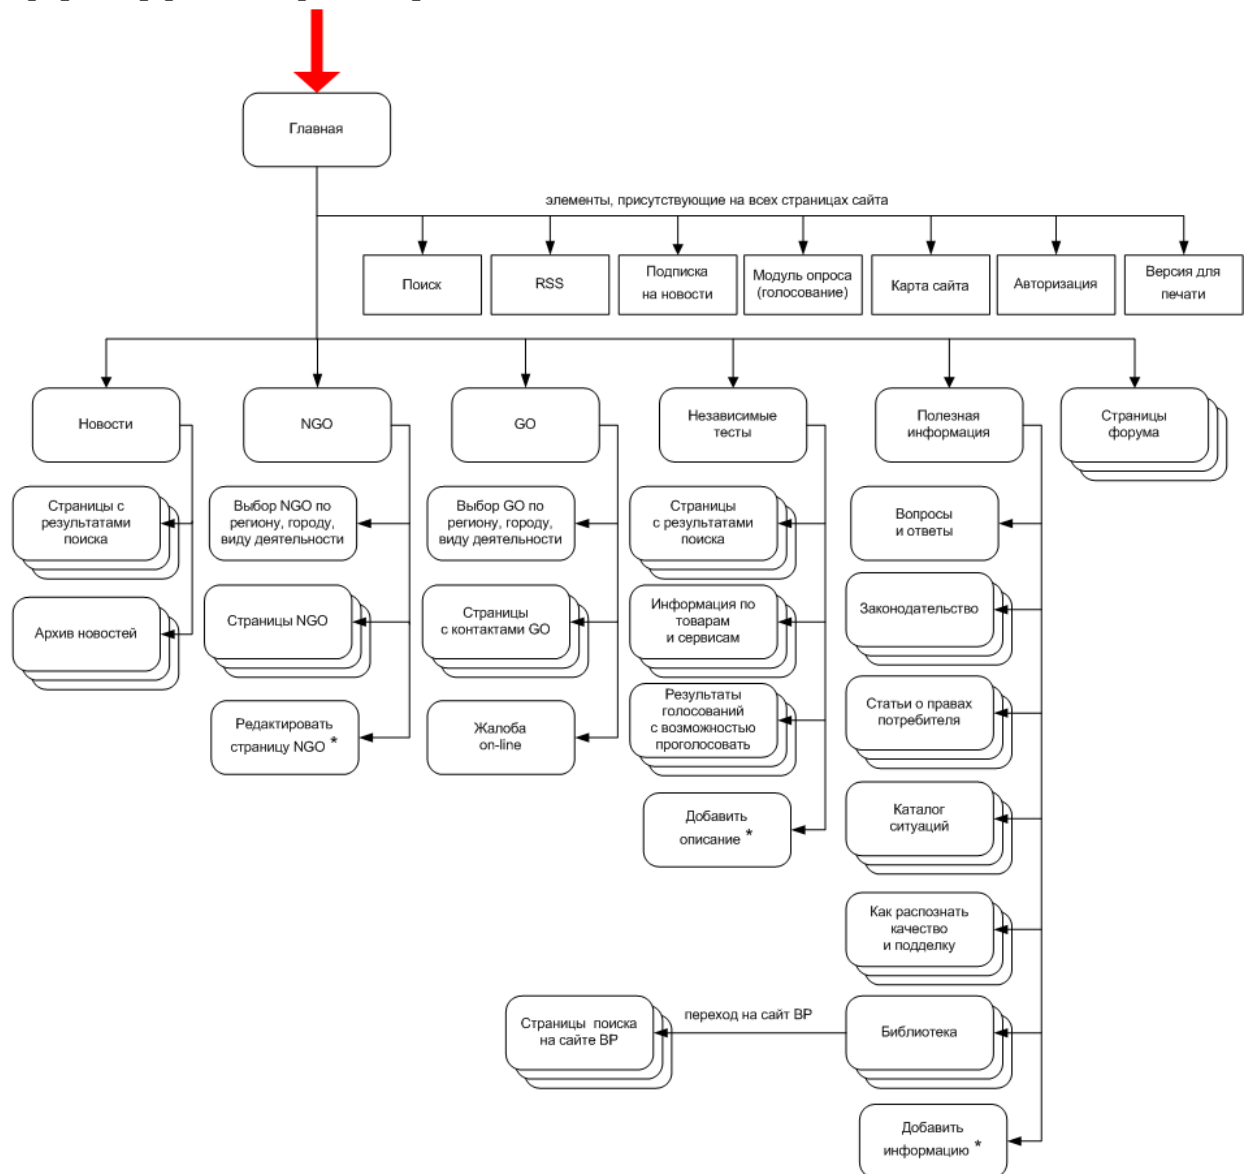 Главная
элементы, присутствующие на всех страницах сайта
Поиск
RSS
Подписка
на новости
Модуль опроса
(голосование)
Карта сайта
Авторизация
Версия для
печати
Новости
NGO
GO
Независимые
тесты
Полезная
информация
Страницы
форума
Страницы с
результатами
поиска
Архив новостей
Выбор NGO по
региону, городу,
виду деятельности
Страницы NGO
Редактировать
страницу NGO *
Выбор GO по
региону, городу,
виду деятельности
Страницы
с контактами GO
Жалоба
on-line
Страницы
с результатами
поиска
Информация по
товарам
и сервисам
Результаты
голосований
с возможностью
проголосовать
Добавить
описание *
Вопросы
и ответы
Законодательство
Статьи о правах
потребителя
Каталог
ситуаций
Как распознать
качество
и подделку
Библиотека
переход на сайт ВР
Страницы поиска
на сайте ВР
Добавить
информацию *